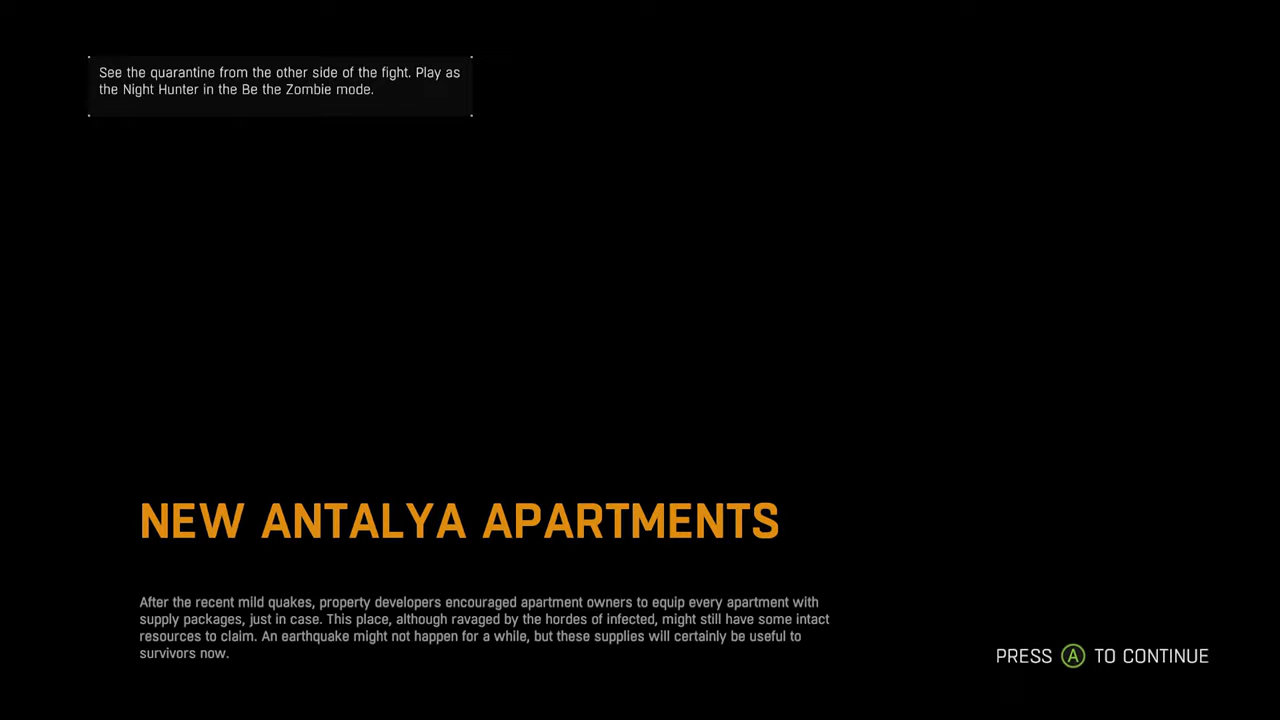 See the quarantine from the other side of the fight. Play as
the Night Hunter in the Be the Zombie mode.
NEW ANTALYA APARTMENTS
After the recent mild quakes, property developers encouraged apartment owners to equip every apartment with
supply packages, just in case. This place, although ravaged by the hordes of infected, might still have some intact
resources to claim. An earthquake might not happen for a while, but these supplies will certainly be useful to
survivors now.
PRESS A TO CONTINUE